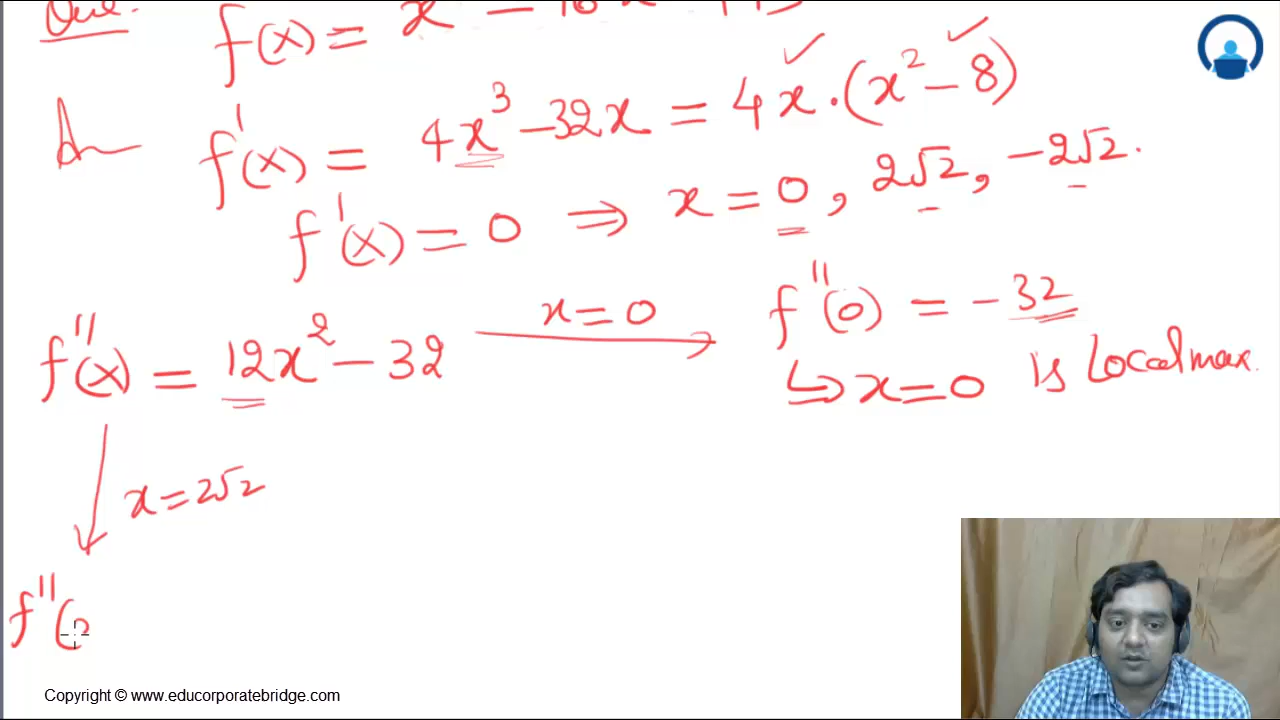 f(x) =
f'(x) = 4x³ - 32x = 4x · (x² - 8)
f'(x) = 0 ⇒ x = 0, 2√2, -2√2.
f''(x) = 12x² - 32 x = 0 f''(0) = -32
↳ x = 0 is Local max.
x = 2√2
f''(2
Copyright © www.educorporatebridge.com